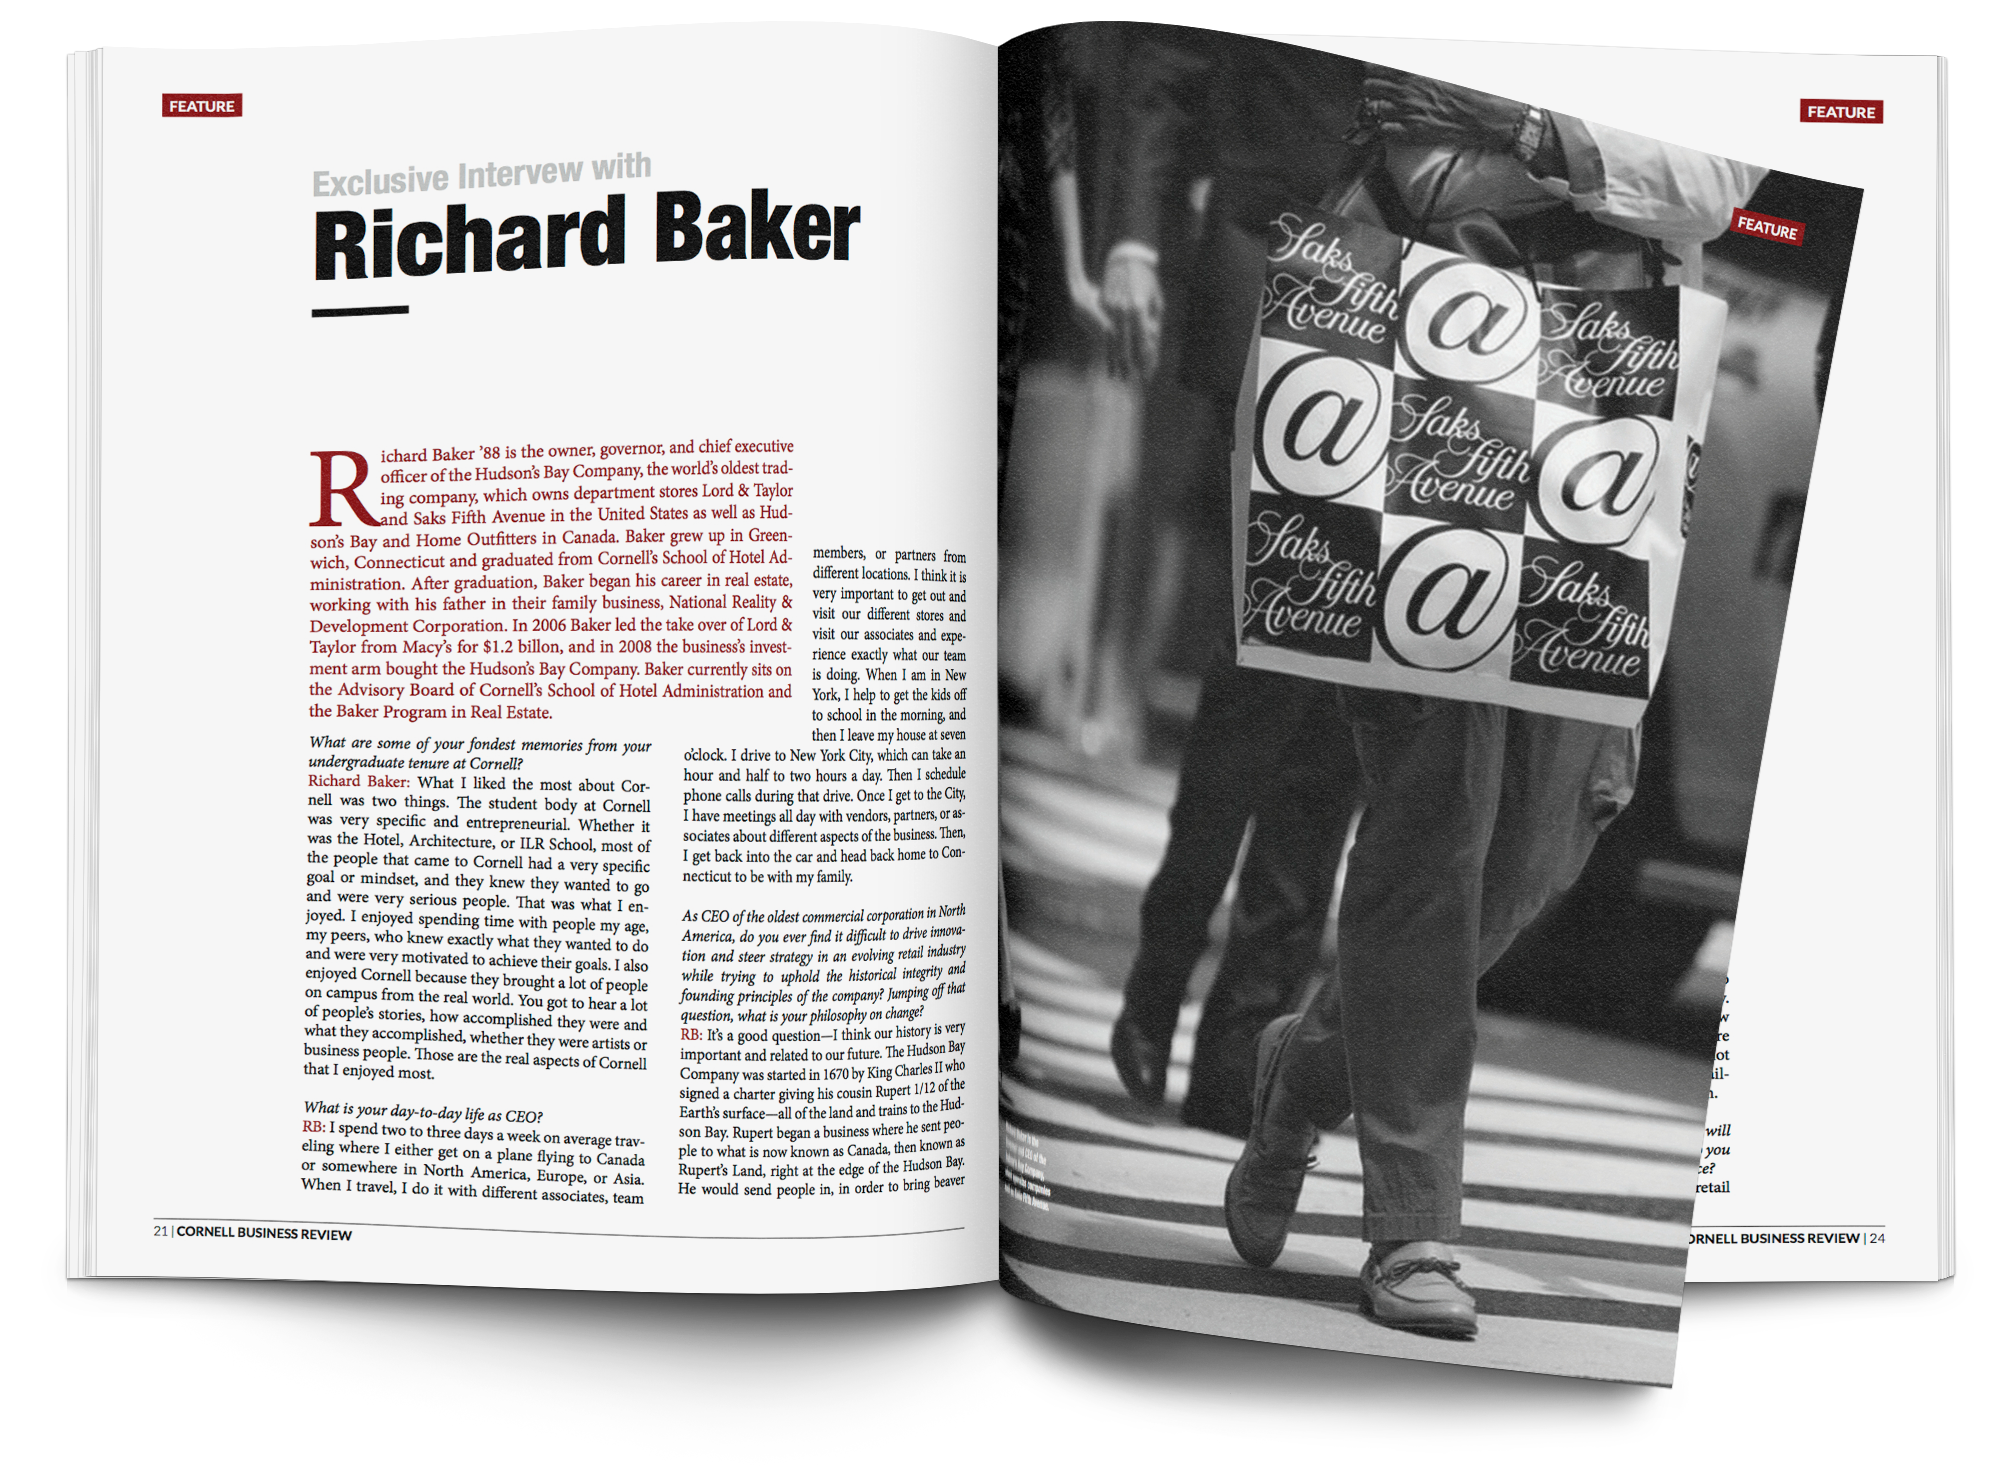 FEATURE
Exclusive Intervew with
Richard Baker
Richard Baker ’88 is the owner, governor, and chief executive
officer of the Hudson's Bay Company, the world's oldest trad-
ing company, which owns department stores Lord & Taylor
and Saks Fifth Avenue in the United States as well as Hud-
son's Bay and Home Outfitters in Canada. Baker grew up in Green-
wich, Connecticut and graduated from Cornell's School of Hotel Ad-
ministration. After graduation, Baker began his career in real estate,
working with his father in their family business, National Reality &
Development Corporation. In 2006 Baker led the take over of Lord &
Taylor from Macy's for $1.2 billon, and in 2008 the business's invest-
ment arm bought the Hudson's Bay Company. Baker currently sits on
the Advisory Board of Cornell's School of Hotel Administration and
the Baker Program in Real Estate.
What are some of your fondest memories from your
undergraduate tenure at Cornell?
Richard Baker: What I liked the most about Cor-
nell was two things. The student body at Cornell
was very specific and entrepreneurial. Whether it
was the Hotel, Architecture, or ILR School, most of
the people that came to Cornell had a very specific
goal or mindset, and they knew they wanted to go
and were very serious people. That was what I en-
joyed. I enjoyed spending time with people my age,
my peers, who knew exactly what they wanted to do
and were very motivated to achieve their goals. I also
enjoyed Cornell because they brought a lot of people
on campus from the real world. You got to hear a lot
of people's stories, how accomplished they were and
what they accomplished, whether they were artists or
business people. Those are the real aspects of Cornell
that I enjoyed most.
What is your day-to-day life as CEO?
RB: I spend two to three days a week on average trav-
eling where I either get on a plane flying to Canada
or somewhere in North America, Europe, or Asia.
When I travel, I do it with different associates, team
members, or partners from
different locations. I think it is
very important to get out and
visit our different stores and
visit our associates and expe-
rience exactly what our team
is doing. When I am in New
York, I help to get the kids off
to school in the morning, and
then I leave my house at seven
o'clock. I drive to New York City, which can take an
hour and half to two hours a day. Then I schedule
phone calls during that drive. Once I get to the City,
I have meetings all day with vendors, partners, or as-
sociates about different aspects of the business. Then,
I get back into the car and head back home to Con-
necticut to be with my family.
As CEO of the oldest commercial corporation in North
America, do you ever find it difficult to drive innova-
tion and steer strategy in an evolving retail industry
while trying to uphold the historical integrity and
founding principles of the company? Jumping off that
question, what is your philosophy on change?
RB: It's a good question—I think our history is very
important and related to our future. The Hudson Bay
Company was started in 1670 by King Charles II who
signed a charter giving his cousin Rupert 1/12 of the
Earth's surface—all of the land and trains to the Hud-
son Bay. Rupert began a business where he sent peo-
ple to what is now known as Canada, then known as
Rupert's Land, right at the edge of the Hudson Bay.
He would send people in, in order to bring beaver
21 | CORNELL BUSINESS REVIEW
FEATURE
Saks
fifth
Avenue
@
Saks
fifth
Avenue
@
Saks
fifth
Avenue
@
Saks
fifth
Avenue
@
Saks
fifth
Avenue
FEATURE
will
you
retail
ORNELL BUSINESS REVIEW | 24